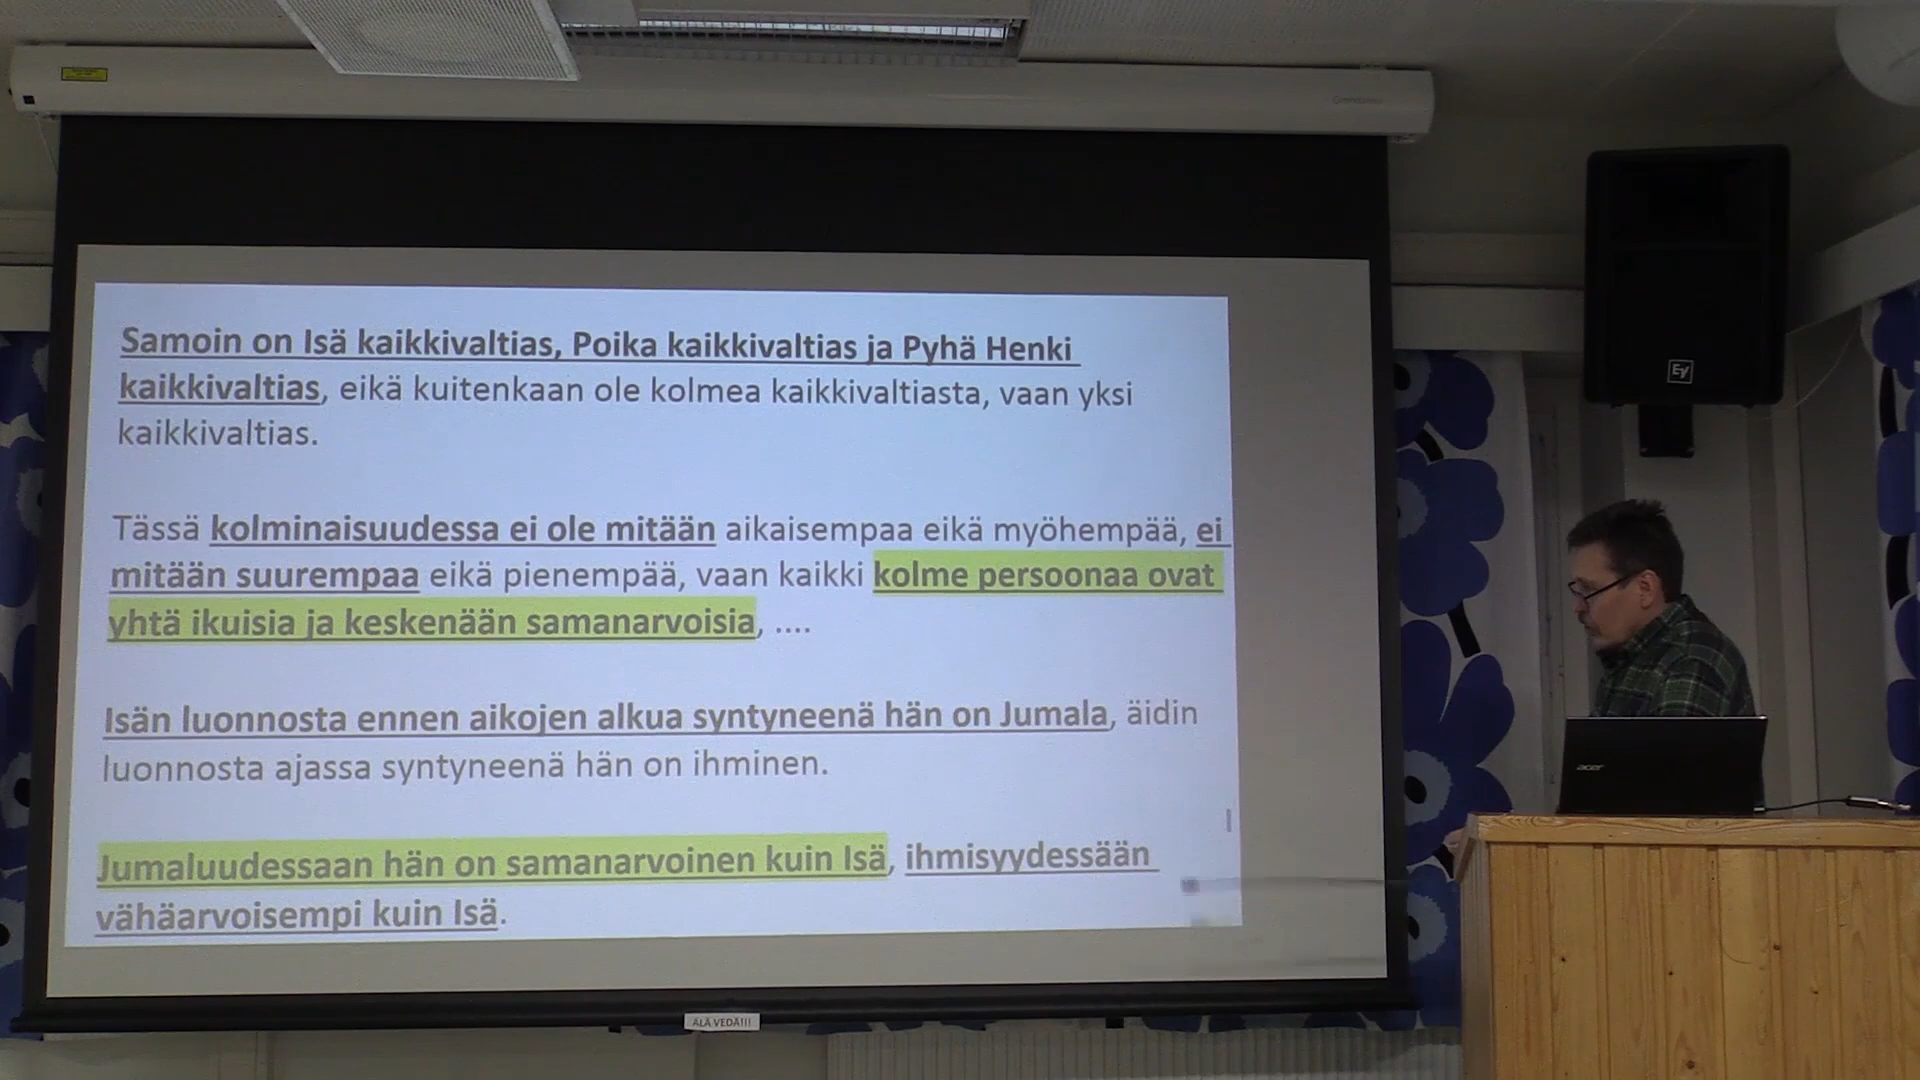 Samoin on Isä kaikkivaltias, Poika kaikkivaltias ja Pyhä Henki
kaikkivaltias, eikä kuitenkaan ole kolmea kaikkivaltiasta, vaan yksi
kaikkivaltias.
Tässä kolminaisuudessa ei ole mitään aikaisempaa eikä myöhempää, ei
mitään suurempaa eikä pienempää, vaan kaikki kolme persoonaa ovat
yhtä ikuisia ja keskenään samanarvoisia, ....
Isän luonnosta ennen aikojen alkua syntyneenä hän on Jumala, äidin
luonnosta ajassa syntyneenä hän on ihminen.
Jumaluudessaan hän on samanarvoinen kuin Isä, ihmisyydessään
vähäarvoisempi kuin Isä.
ÄLÄ VEDÄ!!!
EV
acer